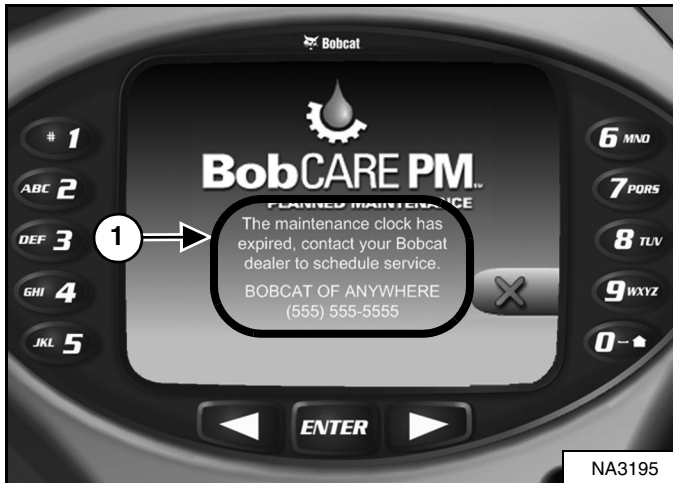 Bobcat
# 1
ABC 2
DEF 3
GHI 4
JKL 5
BobCARE PM™
PLANNED MAINTENANCE
The maintenance clock has
expired, contact your Bobcat
dealer to schedule service.
BOBCAT OF ANYWHERE
(555) 555-5555
1
6 MNO
7 PQRS
8 TUV
9 WXYZ
0-
ENTER
NA3195